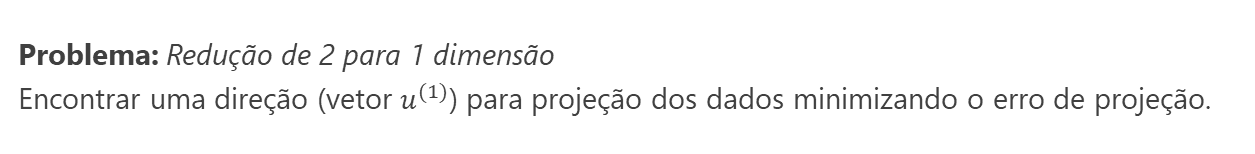 Problema: Redução de 2 para 1 dimensão
Encontrar uma direção (vetor u⁽¹⁾) para projeção dos dados minimizando o erro de projeção.